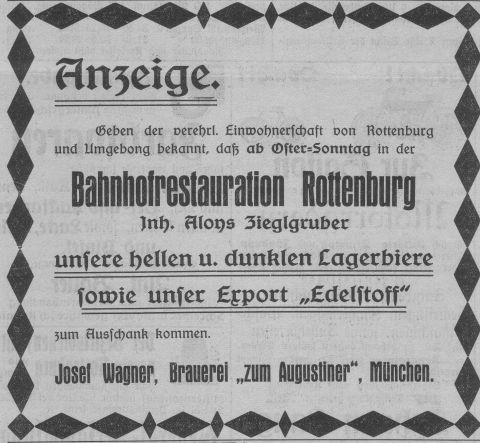 Anzeige.
Geben der verehrl. Einwohnerschaft von Rottenburg
und Umgebong bekannt, daß ab Oster=Sonntag in der
Bahnhofrestauration Rottenburg
Inh. Aloys Zieglgruber
unsere hellen u. dunklen Lagerbiere
sowie unser Export „Edelstoff“
zum Ausschank kommen.
Josef Wagner, Brauerei „zum Augustiner“, München.